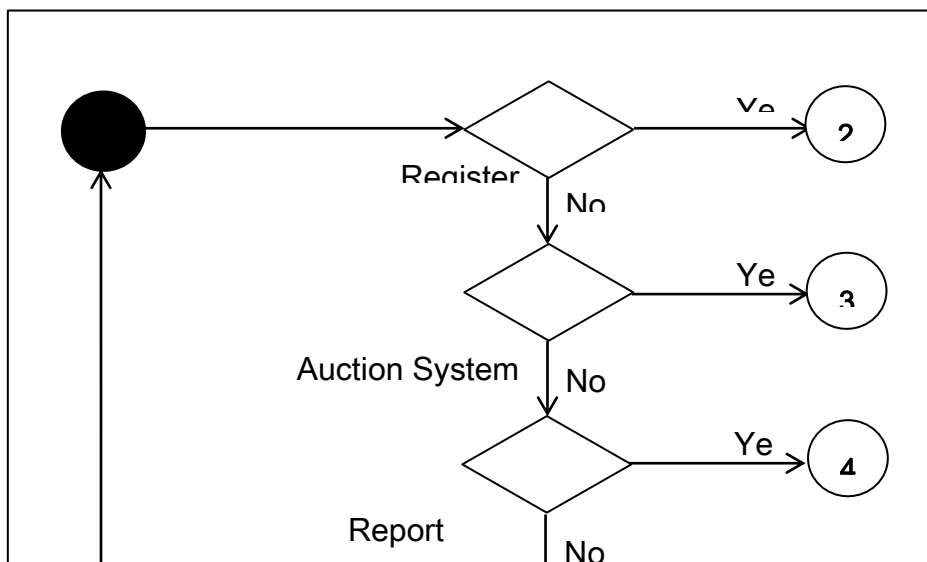 Ye
2
Register
No
Ye
3
Auction System
No
Ye
4
Report
No